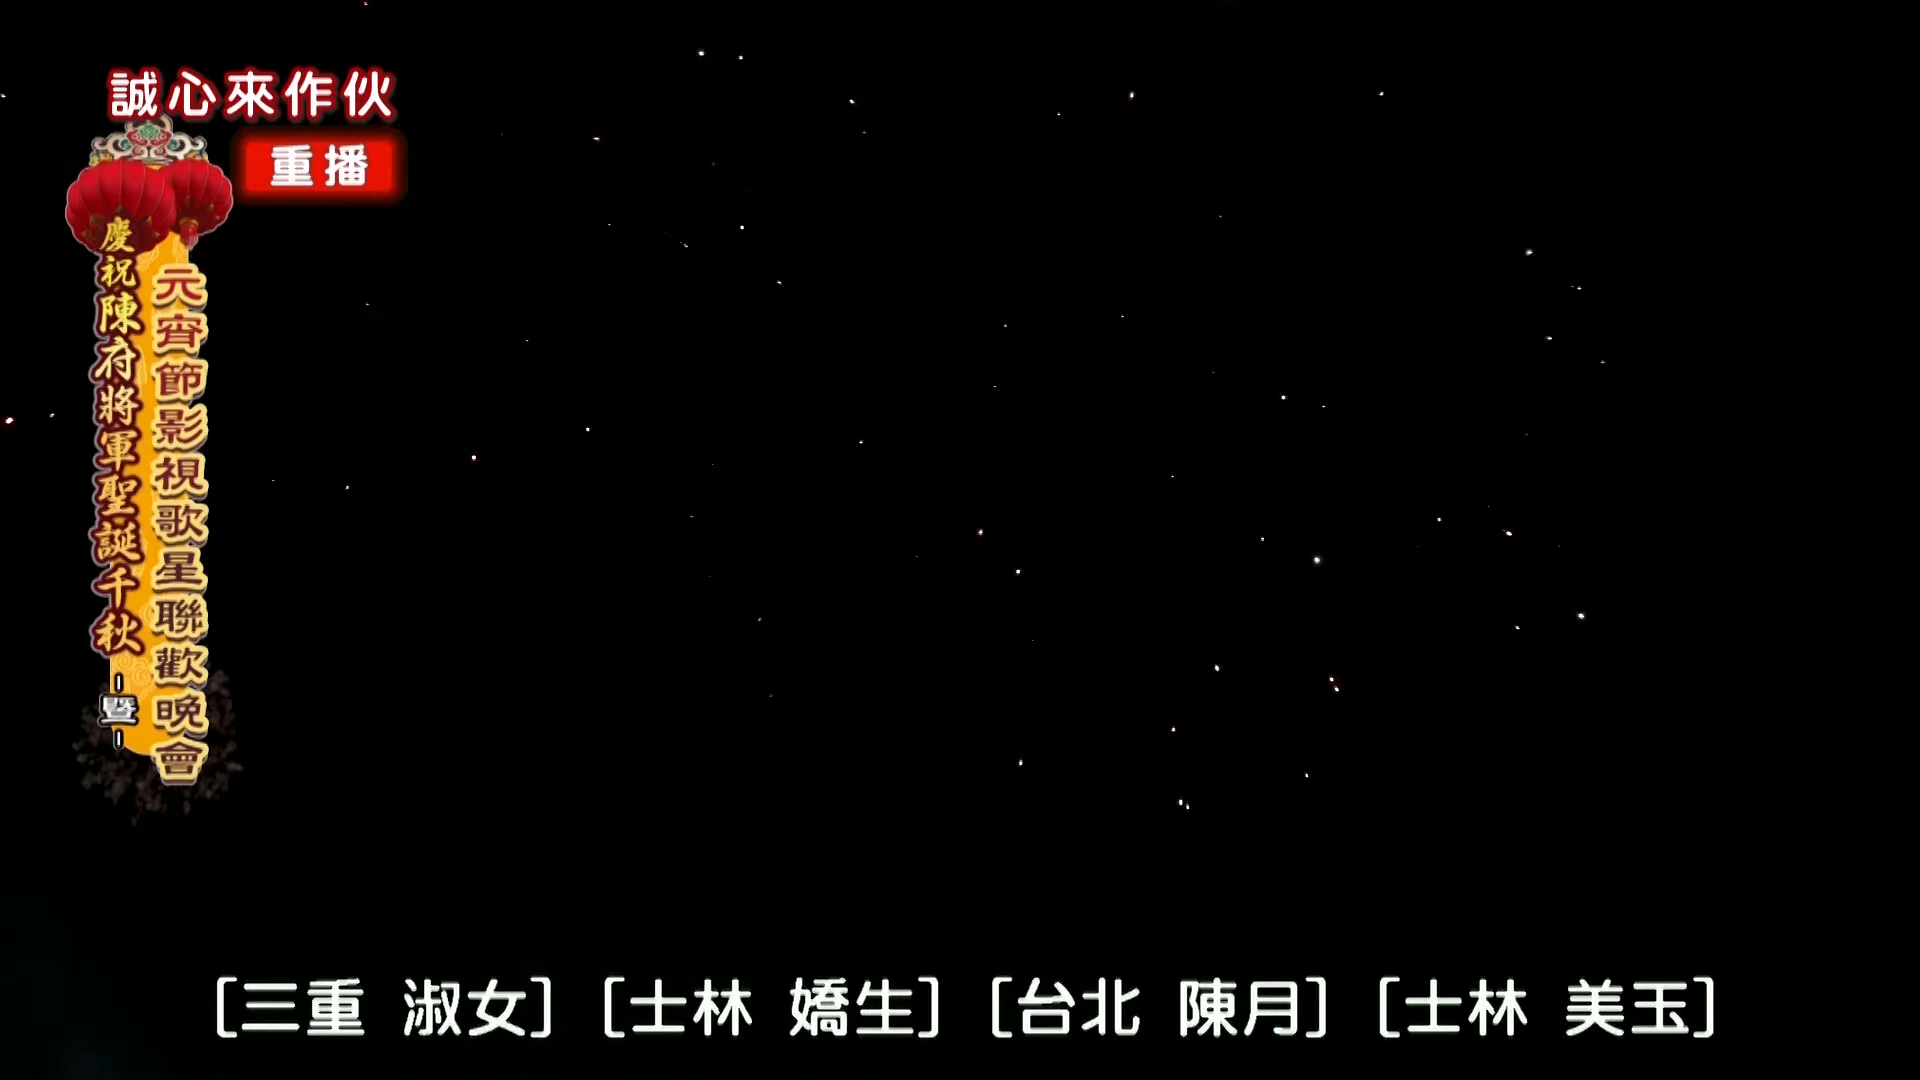 誠心來作伙
重播
慶祝陳府將軍聖誕千秋
-暨-
元宵節影視歌星聯歡晚會
[三重 淑女] [士林 嬌生] [台北 陳月] [士林 美玉]